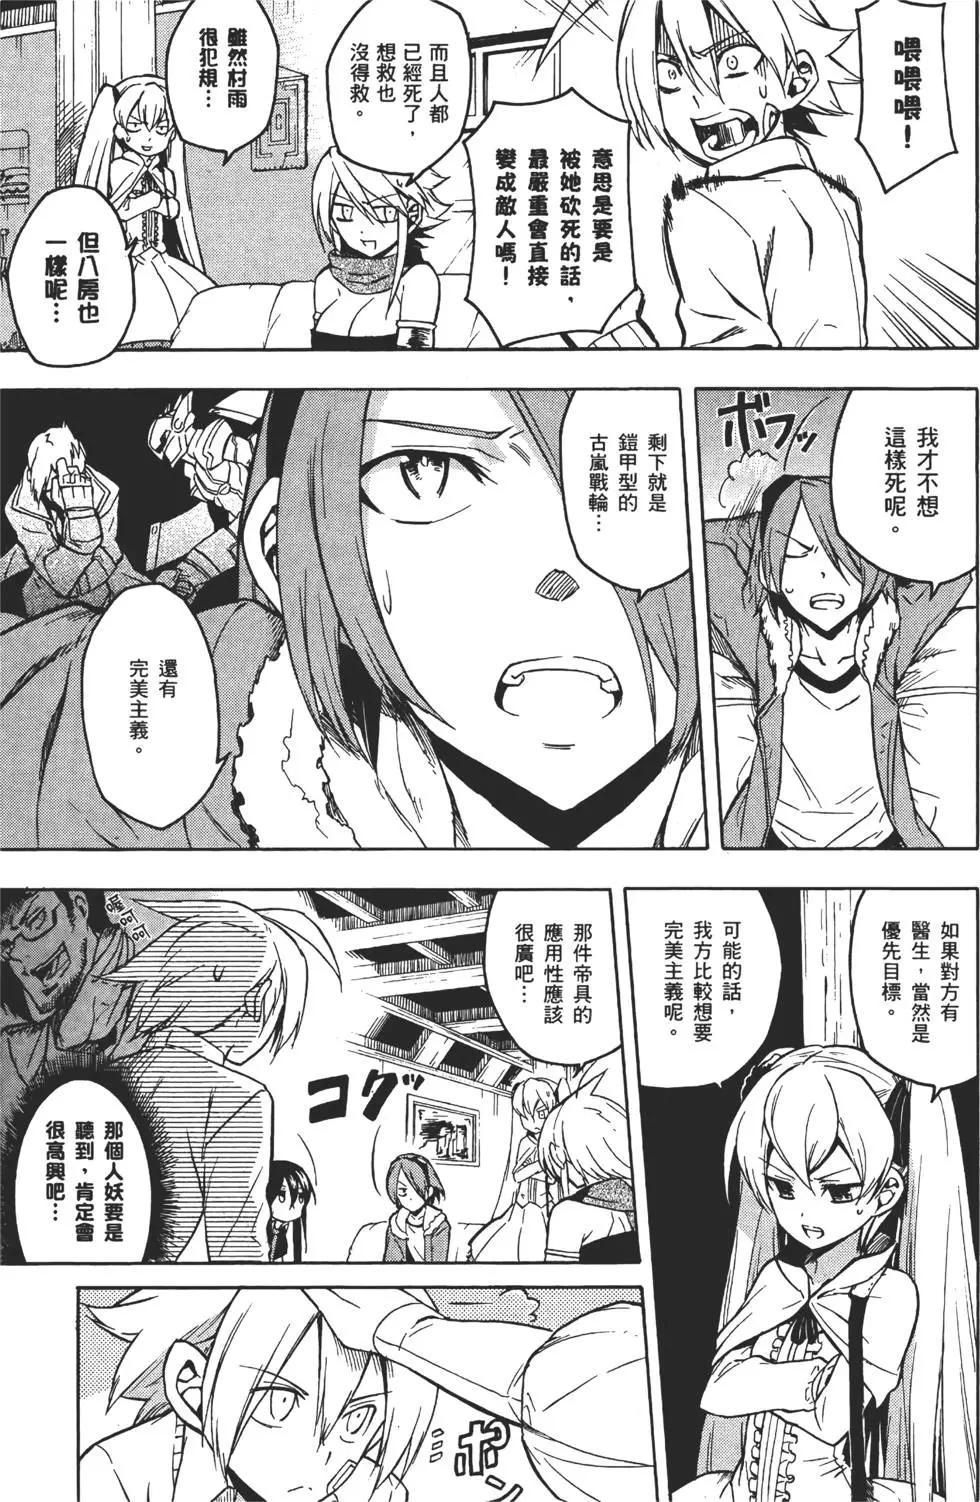 喂喂喂！
意思是要是
被她砍死的話，
最嚴重會直接
變成敵人嗎！
而且人都
已經死了，
想救也
沒得救
。
雖然村雨
很犯規…
但八房也
一樣呢…
我才不想
這樣死呢。
ボフッ
剩下就是
鎧甲型的
古嵐戰輪…
還有
完美主義。
如果對方有
醫生，當然是
優先目標。
可能的話，
我方比較想要
完美主義呢。
那件帝具的
應用性應該
很廣吧…
コクッ
喔呵呵
那個人妖要是
聽到，肯定會
很高興吧…
…ポン